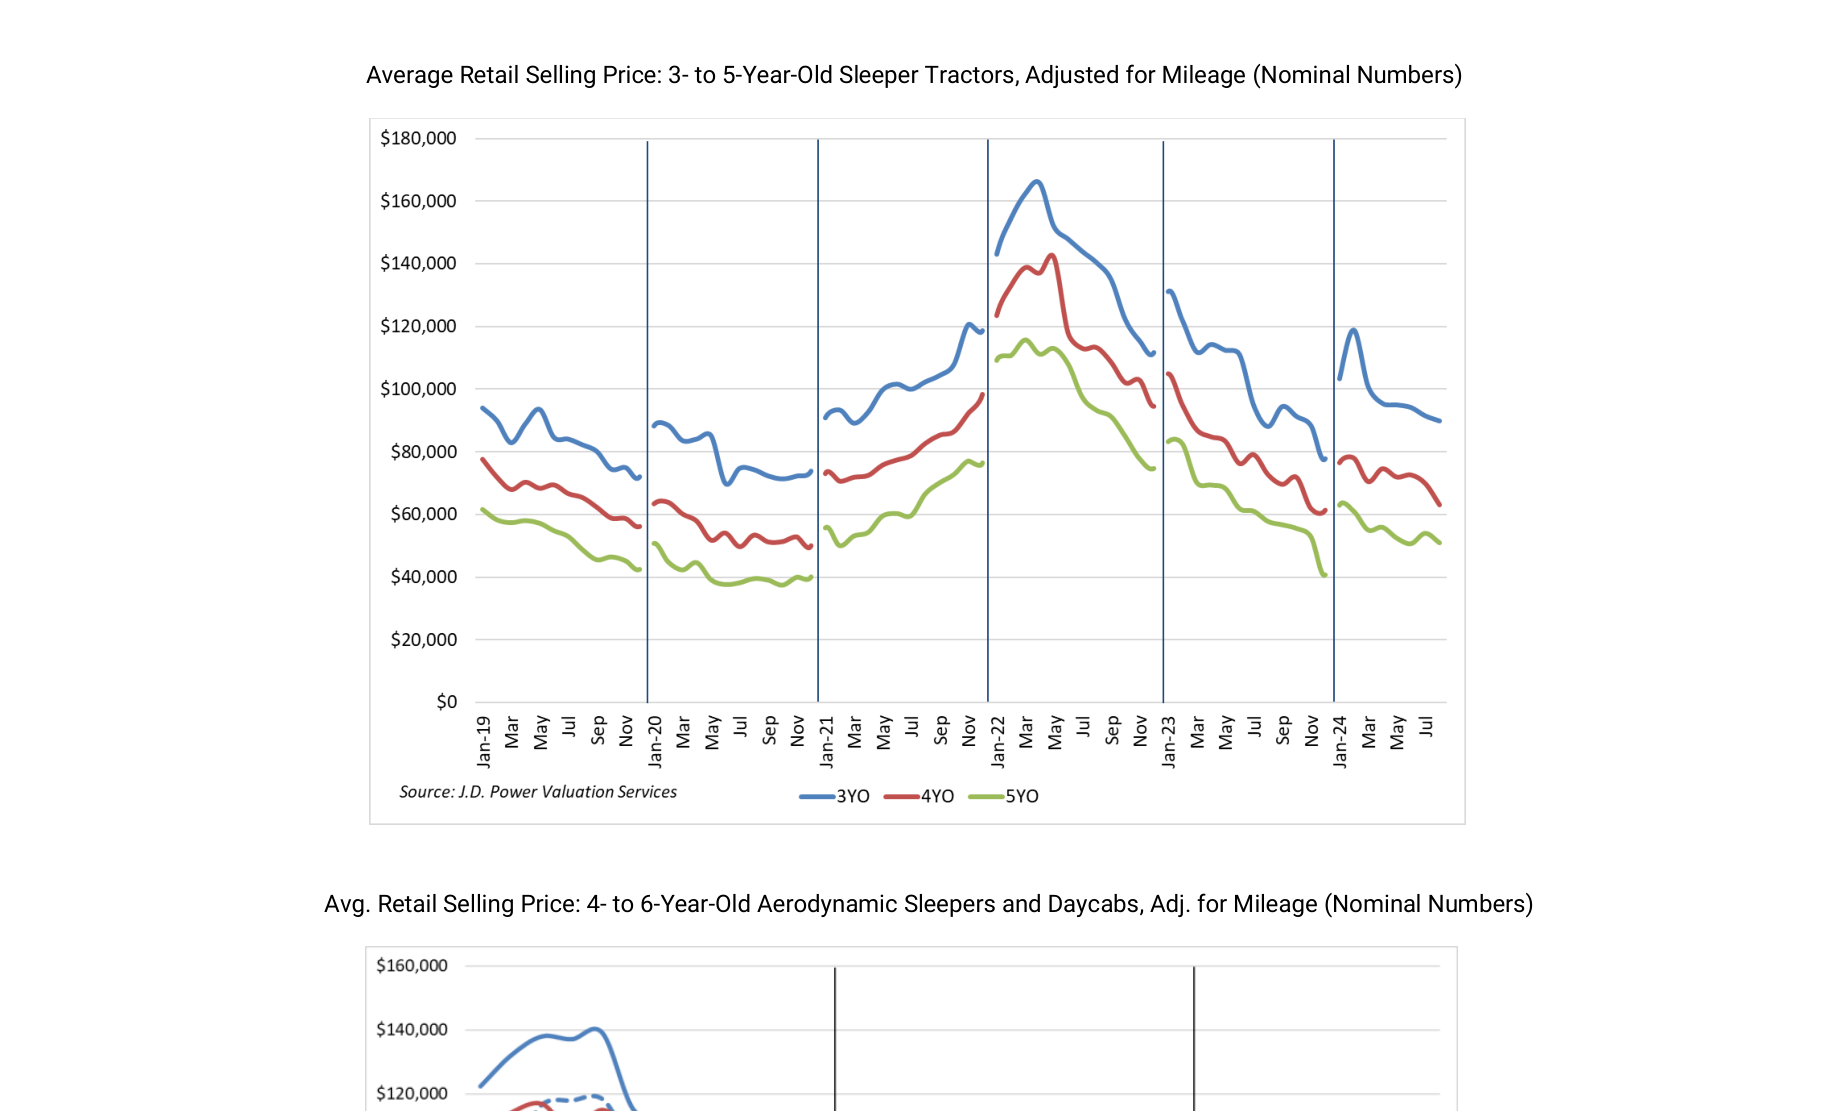 Average Retail Selling Price: 3- to 5-Year-Old Sleeper Tractors, Adjusted for Mileage (Nominal Numbers)
$180,000
$160,000
$140,000
$120,000
$100,000
$80,000
$60,000
$40,000
$20,000
$0
Jan-19 Mar May Jul Sep Nov Jan-20 Mar May Jul Sep Nov Jan-21 Mar May Jul Sep Nov Jan-22 Mar May Jul Sep Nov Jan-23 Mar May Jul Sep Nov Jan-24 Mar May Jul
Source: J.D. Power Valuation Services
3YO 4YO 5YO
Avg. Retail Selling Price: 4- to 6-Year-Old Aerodynamic Sleepers and Daycabs, Adj. for Mileage (Nominal Numbers)
$160,000
$140,000
$120,000